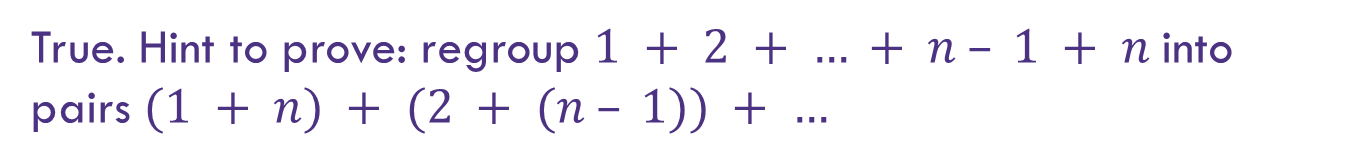 True. Hint to prove: regroup 1 + 2 + … + n – 1 + n into
pairs (1 + n) + (2 + (n – 1)) + …